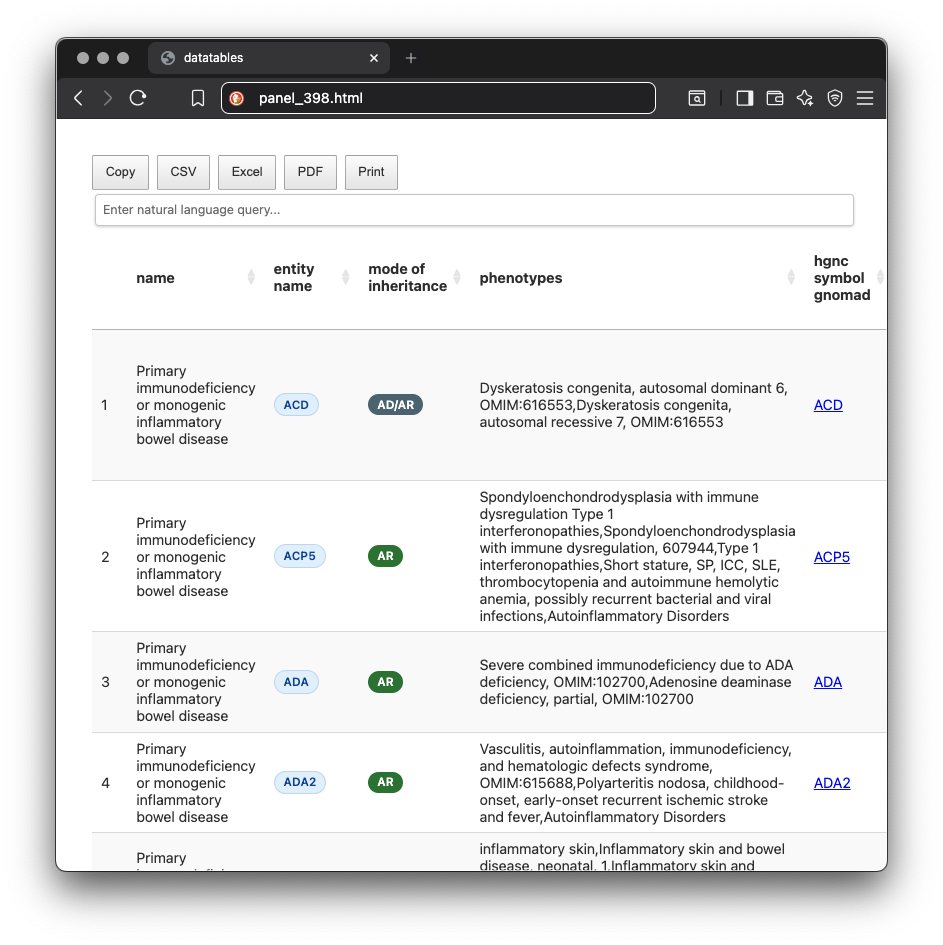 datatables
panel_398.html
Copy CSV Excel PDF Print
Enter natural language query...
name
entity
name
mode of
inheritance
phenotypes
hgnc
symbol
gnomad
1
Primary
immunodeficiency
or monogenic
inflammatory
bowel disease
ACD
AD/AR
Dyskeratosis congenita, autosomal dominant 6,
OMIM:616553,Dyskeratosis congenita,
autosomal recessive 7, OMIM:616553
ACD
2
Primary
immunodeficiency
or monogenic
inflammatory
bowel disease
ACP5
AR
Spondyloenchondrodysplasia with immune
dysregulation Type 1
interferonopathies,Spondyloenchondrodysplasia
with immune dysregulation, 607944,Type 1
interferonopathies,Short stature, SP, ICC, SLE,
thrombocytopenia and autoimmune hemolytic
anemia, possibly recurrent bacterial and viral
infections,Autoinflammatory Disorders
ACP5
3
Primary
immunodeficiency
or monogenic
inflammatory
bowel disease
ADA
AR
Severe combined immunodeficiency due to ADA
deficiency, OMIM:102700,Adenosine deaminase
deficiency, partial, OMIM:102700
ADA
4
Primary
immunodeficiency
or monogenic
inflammatory
bowel disease
ADA2
AR
Vasculitis, autoinflammation, immunodeficiency,
and hematologic defects syndrome,
OMIM:615688,Polyarteritis nodosa, childhood-
onset, early-onset recurrent ischemic stroke
and fever,Autoinflammatory Disorders
ADA2
Primary
inflammatory skin,Inflammatory skin and bowel
disease, neonatal, 1,Inflammatory skin and